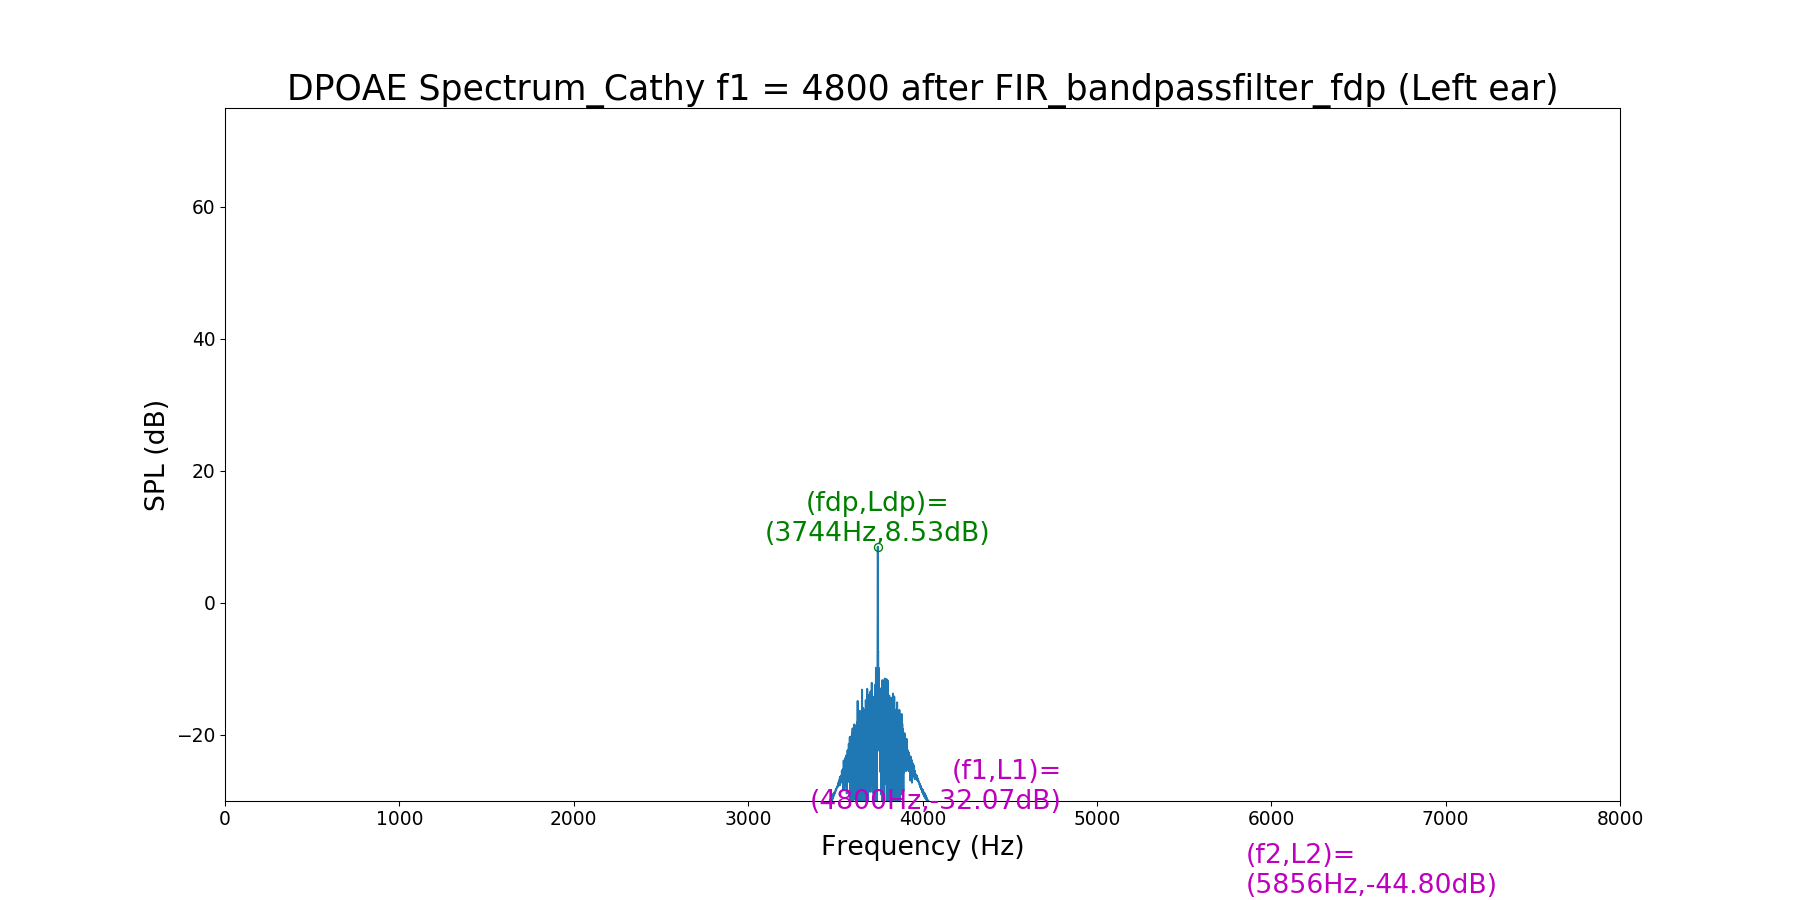 DPOAE Spectrum_Cathy f1 = 4800 after FIR_bandpassfilter_fdp (Left ear)
60
40
20
0
−20
SPL (dB)
(fdp,Ldp)=
(3744Hz,8.53dB)
(f1,L1)=
(4800Hz,-32.07dB)
0 1000 2000 3000 4000 5000 6000 7000 8000
Frequency (Hz)
(f2,L2)=
(5856Hz,-44.80dB)